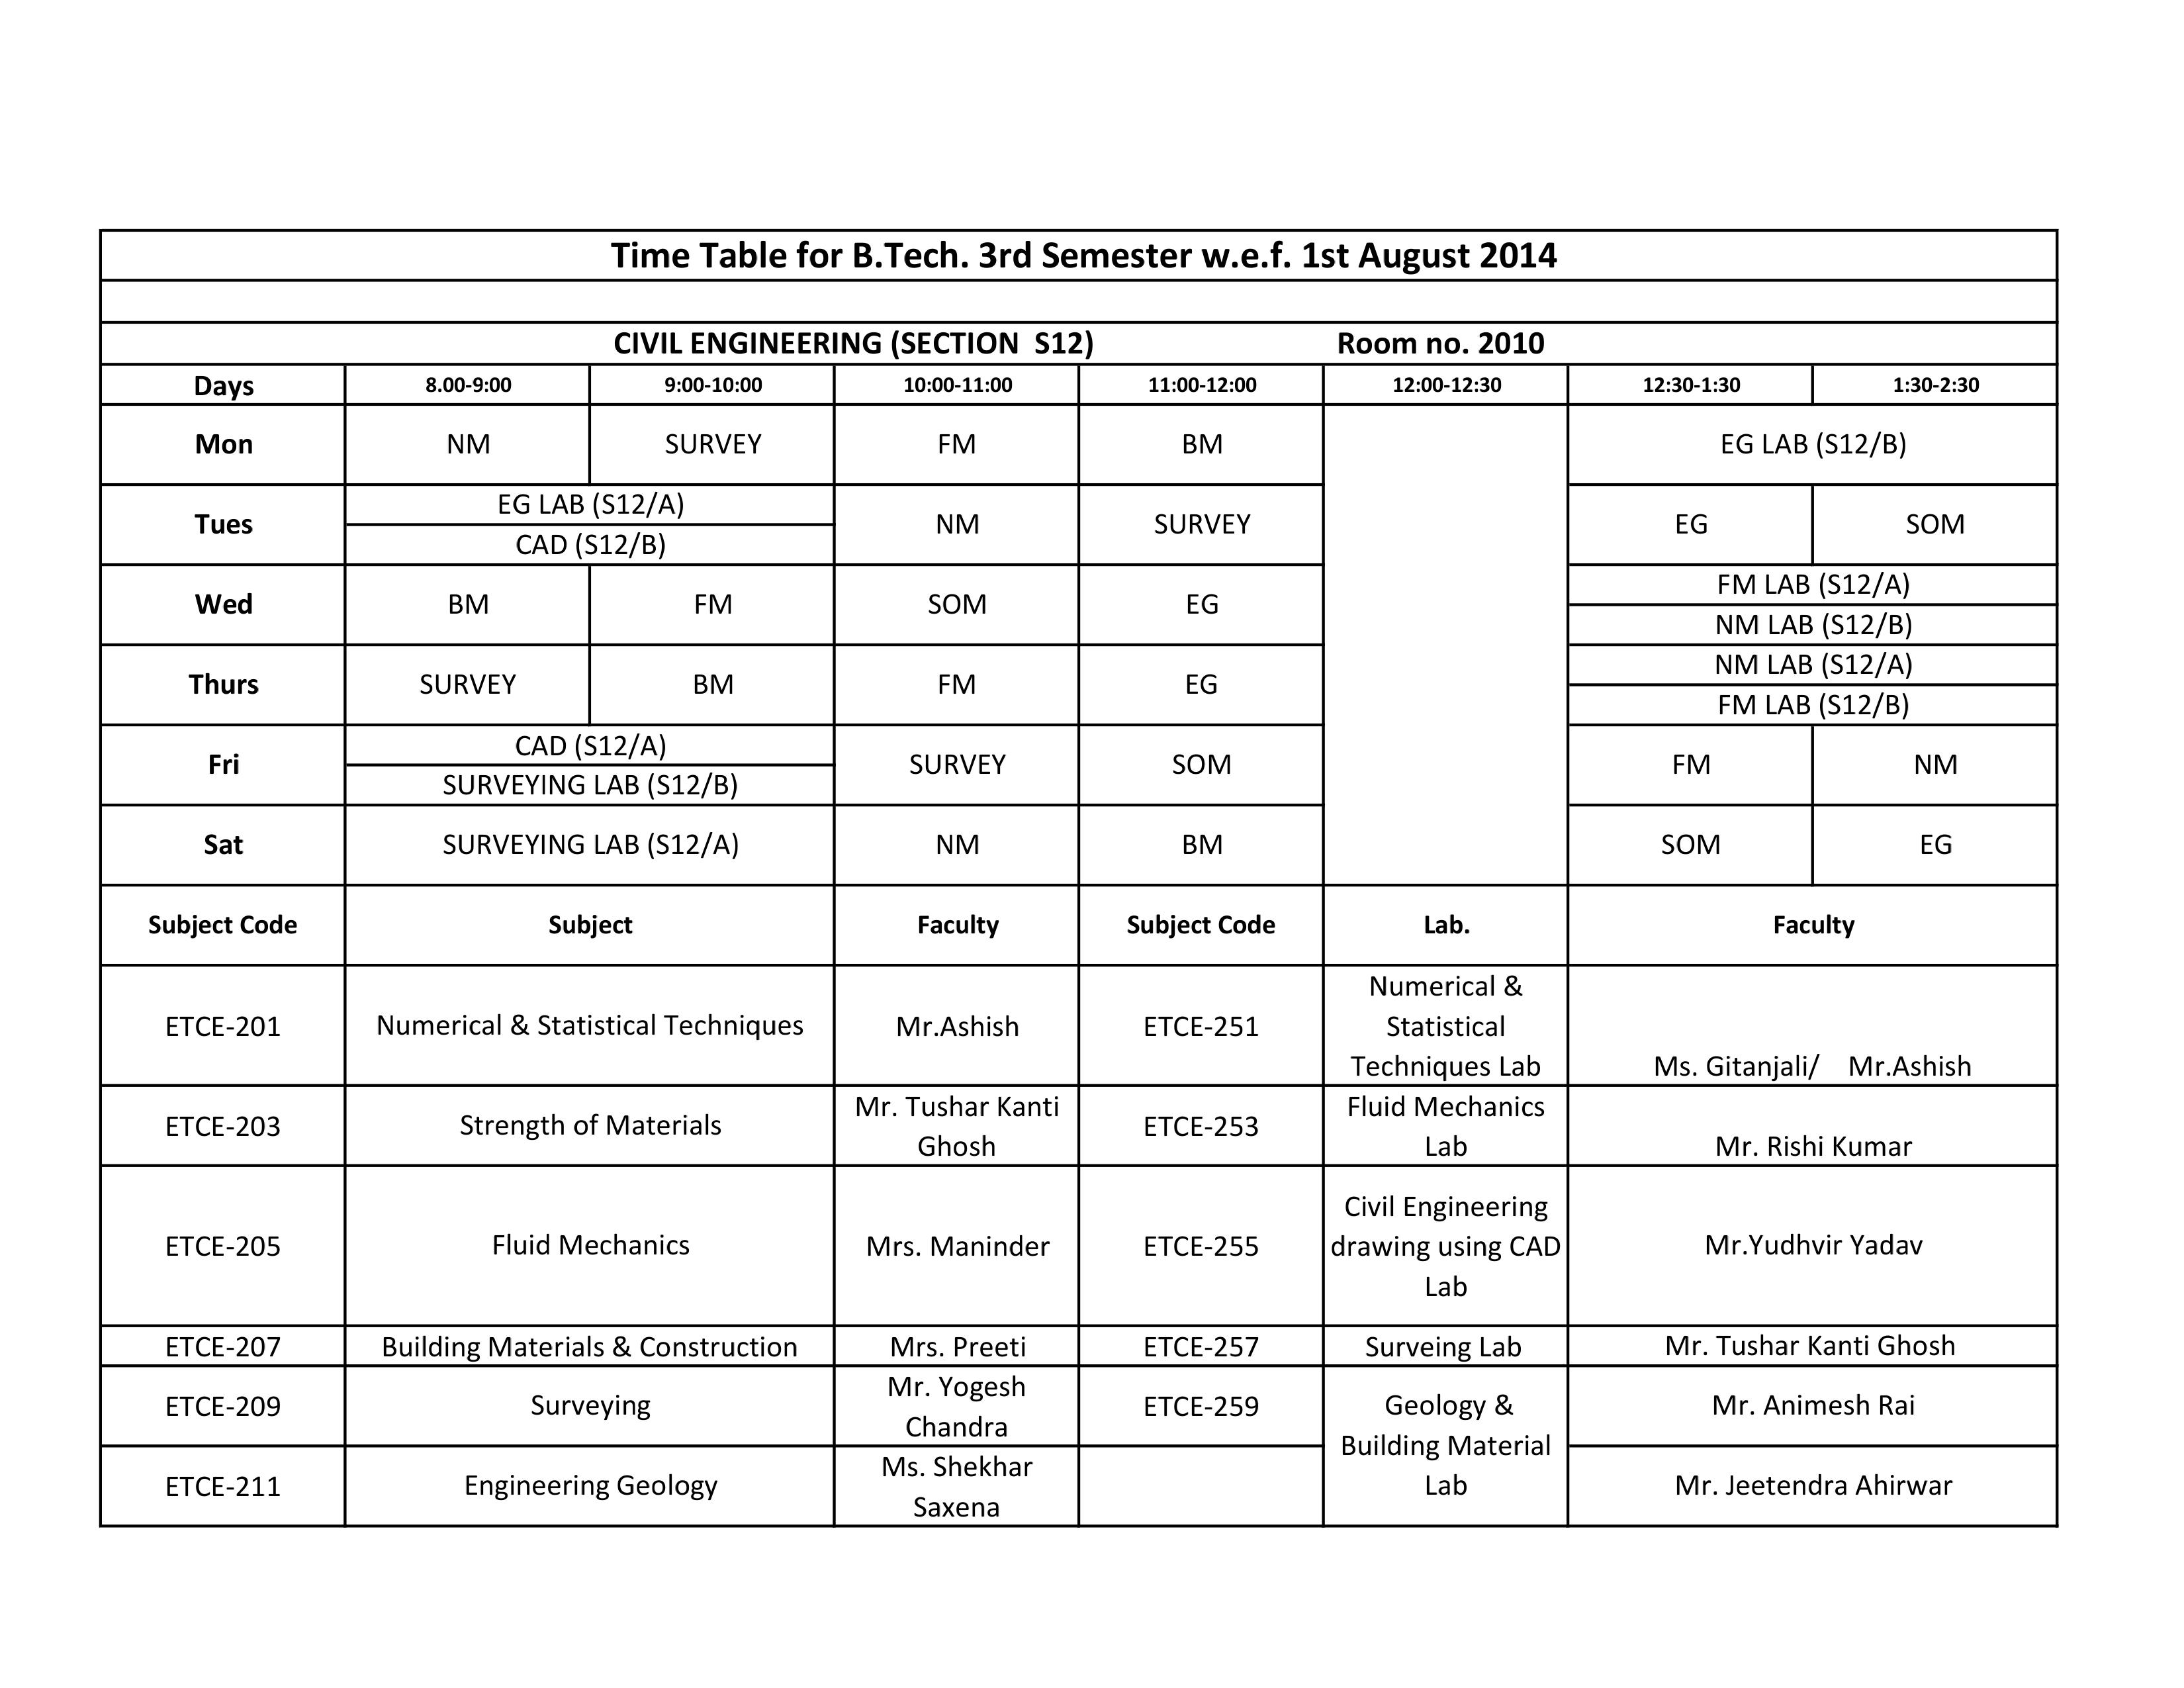 Time Table for B.Tech. 3rd Semester w.e.f. 1st August 2014
CIVIL ENGINEERING (SECTION S12) Room no. 2010
Days 8.00-9:00 9:00-10:00 10:00-11:00 11:00-12:00 12:00-12:30 12:30-1:30 1:30-2:30
Mon NM SURVEY FM BM EG LAB (S12/B)
EG LAB (S12/A)
Tues NM SURVEY EG SOM
CAD (S12/B)
FM LAB (S12/A)
Wed BM FM SOM EG
NM LAB (S12/B)
NM LAB (S12/A)
Thurs SURVEY BM FM EG
FM LAB (S12/B)
CAD (S12/A)
Fri SURVEY SOM FM NM
SURVEYING LAB (S12/B)
Sat SURVEYING LAB (S12/A) NM BM SOM EG
Subject Code Subject Faculty Subject Code Lab. Faculty
Numerical &
ETCE-201 Numerical & Statistical Techniques Mr.Ashish ETCE-251 Statistical
Techniques Lab Ms. Gitanjali/ Mr.Ashish
Mr. Tushar Kanti Fluid Mechanics
ETCE-203 Strength of Materials ETCE-253
Ghosh Lab Mr. Rishi Kumar
Civil Engineering
ETCE-205 Fluid Mechanics Mrs. Maninder ETCE-255 drawing using CAD Mr.Yudhvir Yadav
Lab
ETCE-207 Building Materials & Construction Mrs. Preeti ETCE-257 Surveing Lab Mr. Tushar Kanti Ghosh
Mr. Yogesh
ETCE-209 Surveying ETCE-259 Geology & Mr. Animesh Rai
Chandra
Building Material
Ms. Shekhar
ETCE-211 Engineering Geology Lab Mr. Jeetendra Ahirwar
Saxena